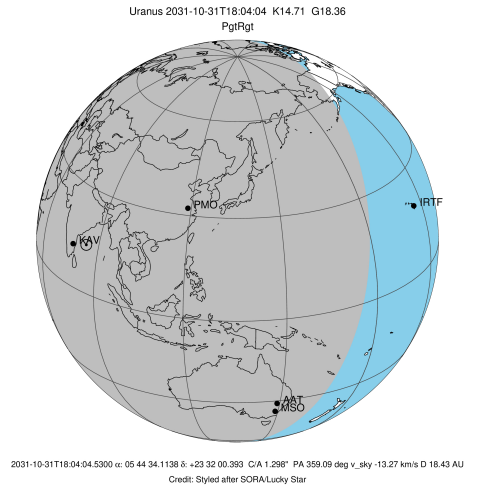 Uranus 2031-10-31T18:04:04 K14.71 G18.36
PgtRgt
PMO
IRTF
KAV
AAT
MSO
2031-10-31T18:04:04.5300 α: 05 44 34.1138 δ: +23 32 00.393 C/A 1.298" PA 359.09 deg v_sky -13.27 km/s D 18.43 AU
Credit: Styled after SORA/Lucky Star